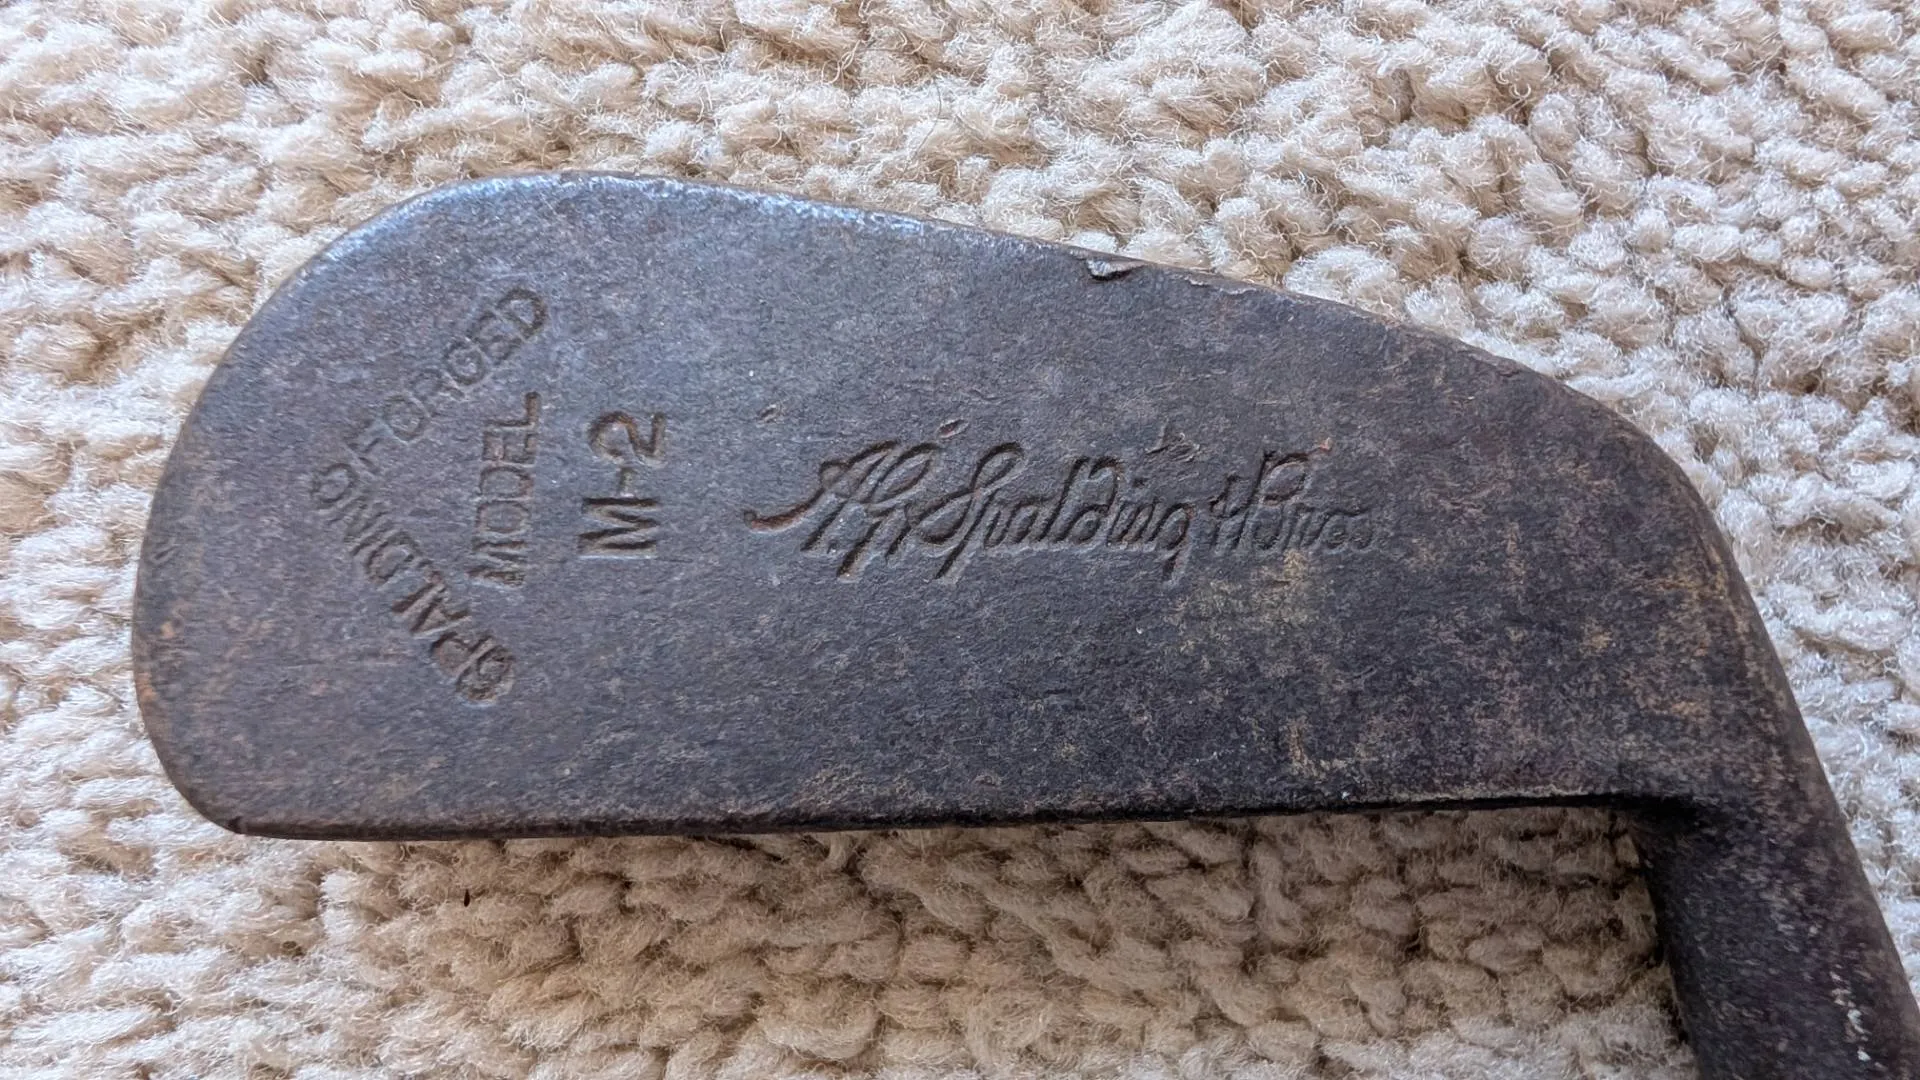 SPALDING FORGED
MODEL
M-2
A.G. Spalding & Bros